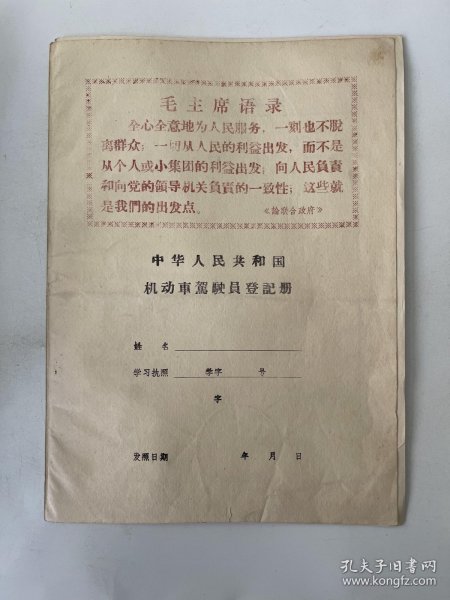 毛主席语录
全心全意地为人民服务，一刻也不脫
离群众；一切从人民的利益出发，而不是
从个人或小集团的利益出发；向人民負責
和向党的領导机关負責的一致性；这些就
是我們的出发点。
《論联合政府》
中华人民共和国
机动車駕駛員登記册
姓 名
学习执照 学字 号
字
发照日期 年 月 日
孔夫子旧书网
www.kongfz.com